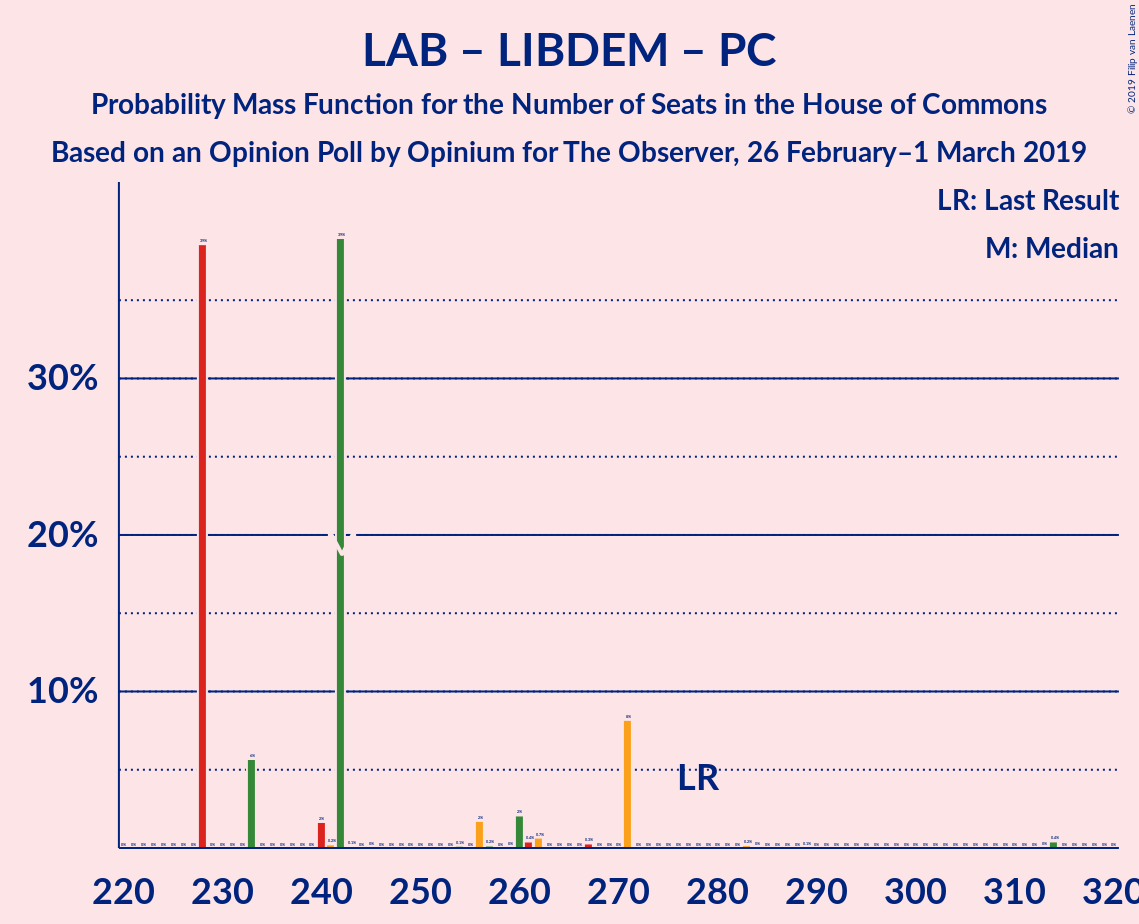 LAB – LIBDEM – PC
Probability Mass Function for the Number of Seats in the House of Commons
Based on an Opinion Poll by Opinium for The Observer, 26 February–1 March 2019
© 2019 Filip van Laenen
LR: Last Result
M: Median
30%
20%
10%
M
LR
220 230 240 250 260 270 280 290 300 310 320